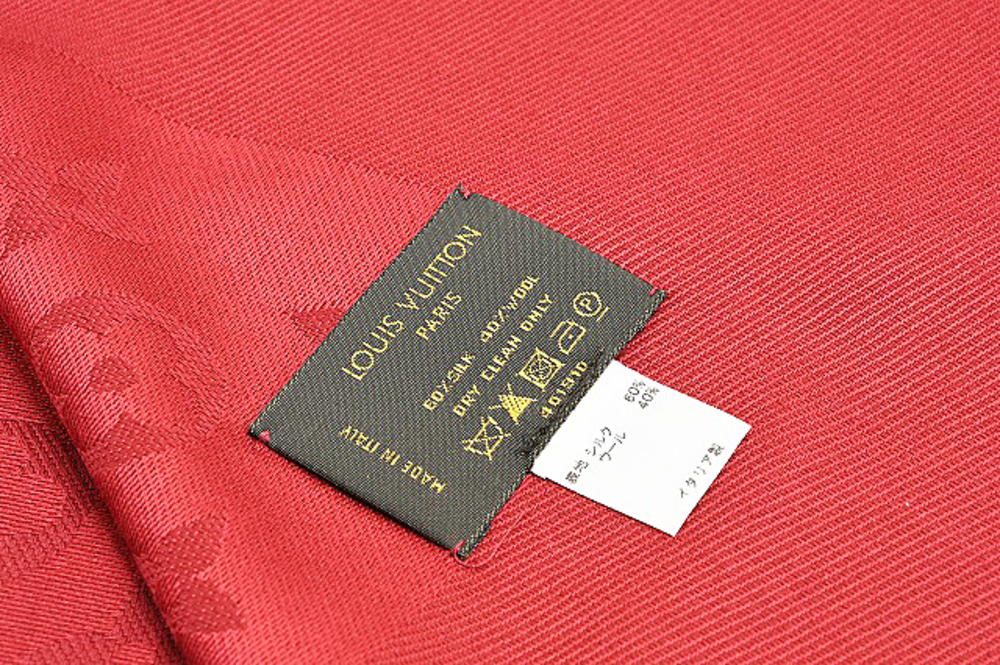 LOUIS VUITTON
PARIS
60%SILK 40%WOOL
DRY CLEAN ONLY
P
401910
MADE IN ITALY
表地 シルク 60%
ウール 40%
イタリア製